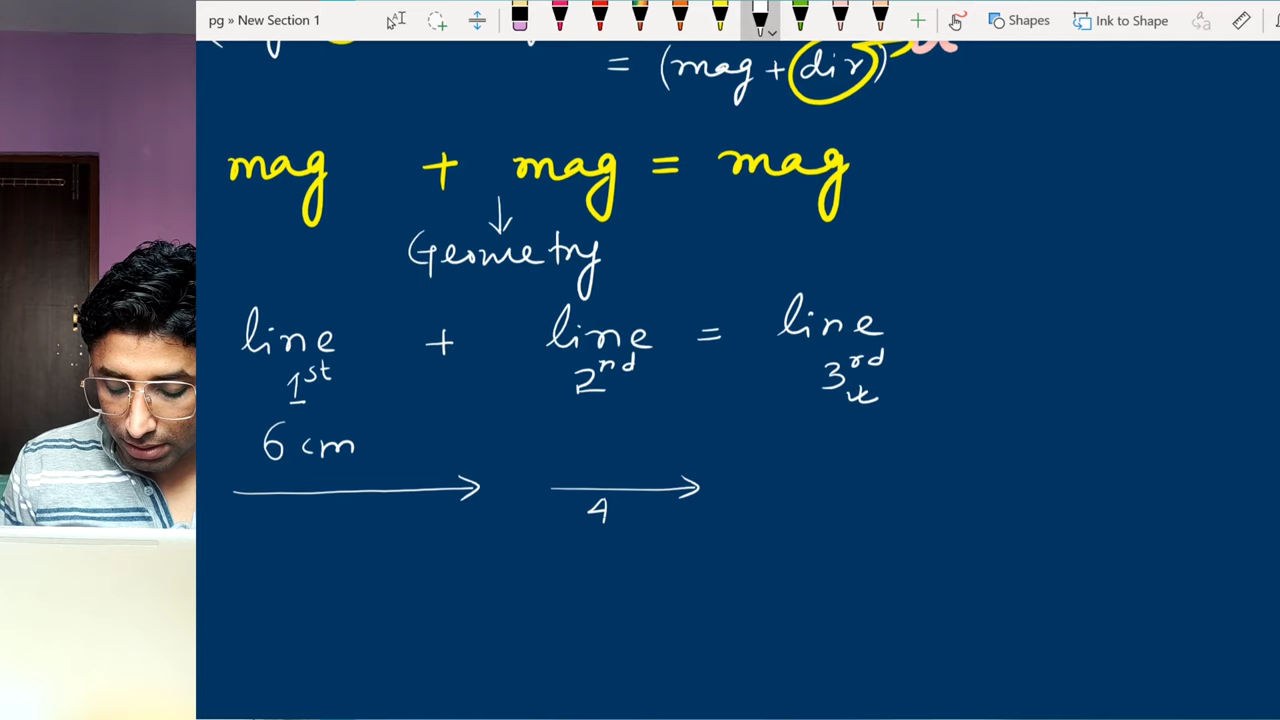 pg » New Section 1
Shapes
Ink to Shape
= (mag + dir)
mag + mag = mag
Geometry
line + line = line
1st 2nd 3rd
6 cm
4